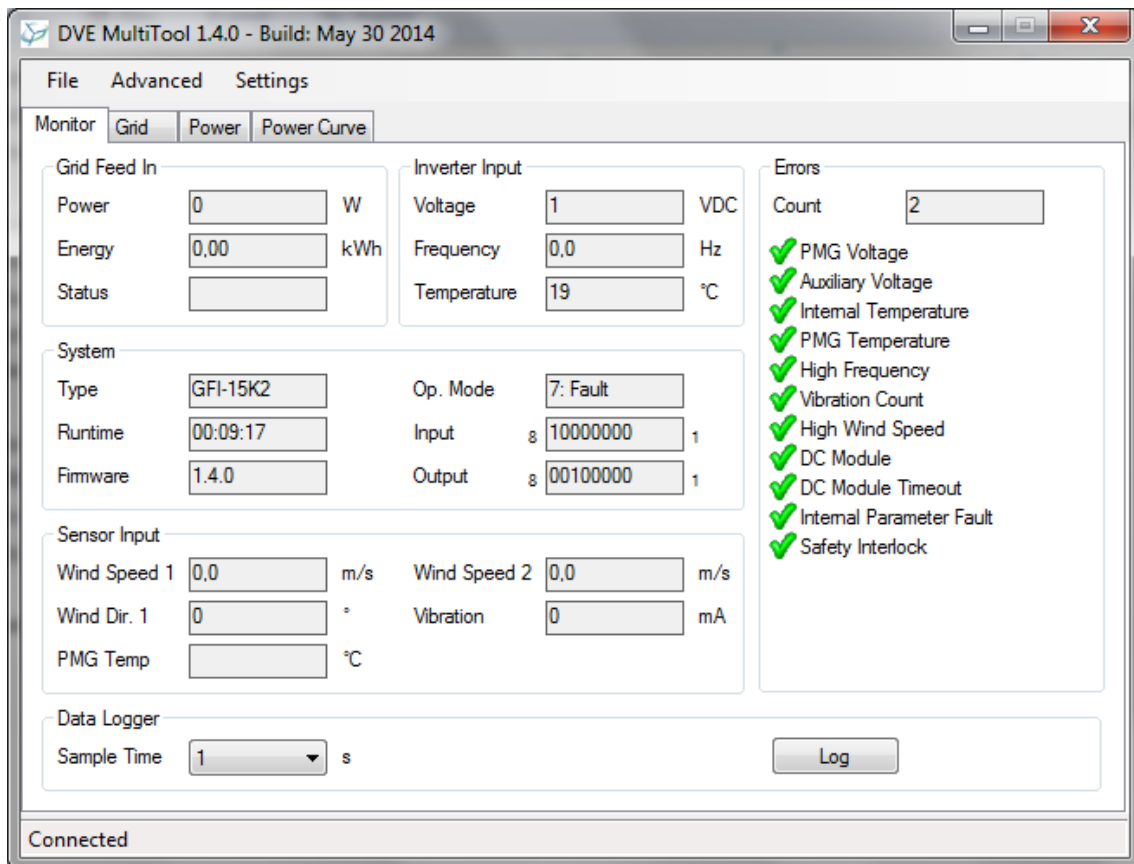 DVE MultiTool 1.4.0 - Build: May 30 2014
File Advanced Settings
Monitor Grid Power Power Curve
Grid Feed In
Power 0 W
Energy 0,00 kWh
Status
Inverter Input
Voltage 1 VDC
Frequency 0,0 Hz
Temperature 19 °C
Errors
Count 2
PMG Voltage
Auxiliary Voltage
Internal Temperature
PMG Temperature
High Frequency
Vibration Count
High Wind Speed
DC Module
DC Module Timeout
Internal Parameter Fault
Safety Interlock
System
Type GFI-15K2 Op. Mode 7: Fault
Runtime 00:09:17 Input 8 10000000 1
Firmware 1.4.0 Output 8 00100000 1
Sensor Input
Wind Speed 1 0,0 m/s Wind Speed 2 0,0 m/s
Wind Dir. 1 0 ° Vibration 0 mA
PMG Temp °C
Data Logger
Sample Time 1 s Log
Connected